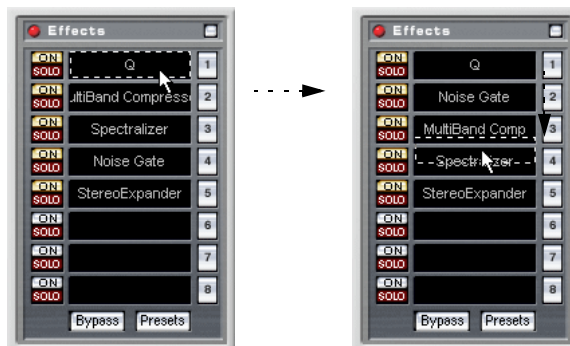 Effects
ON
SOLO
Q
1
ON
SOLO
ultiBand Compresso
2
ON
SOLO
Spectralizer
3
ON
SOLO
Noise Gate
4
ON
SOLO
StereoExpander
5
ON
SOLO
6
ON
SOLO
7
ON
SOLO
8
Bypass Presets
Effects
ON
SOLO
Q
1
ON
SOLO
Noise Gate
2
ON
SOLO
MultiBand Comp
3
ON
SOLO
Spectralizer
4
ON
SOLO
StereoExpander
5
ON
SOLO
6
ON
SOLO
7
ON
SOLO
8
Bypass Presets